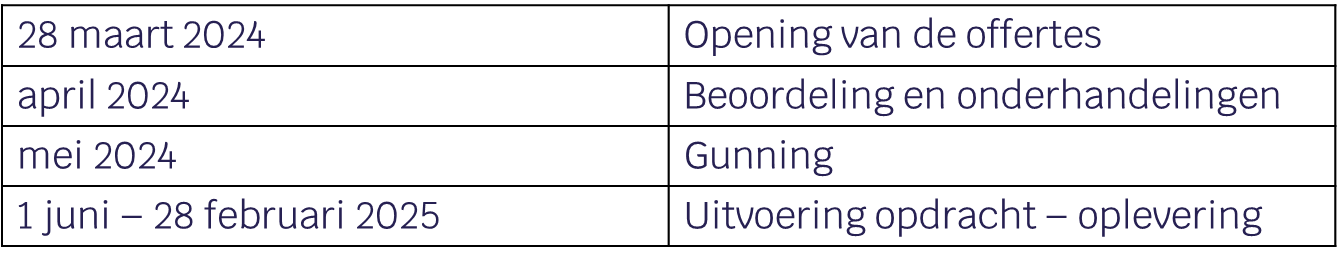 28 maart 2024 Opening van de offertes
april 2024 Beoordeling en onderhandelingen
mei 2024 Gunning
1 juni – 28 februari 2025 Uitvoering opdracht – oplevering